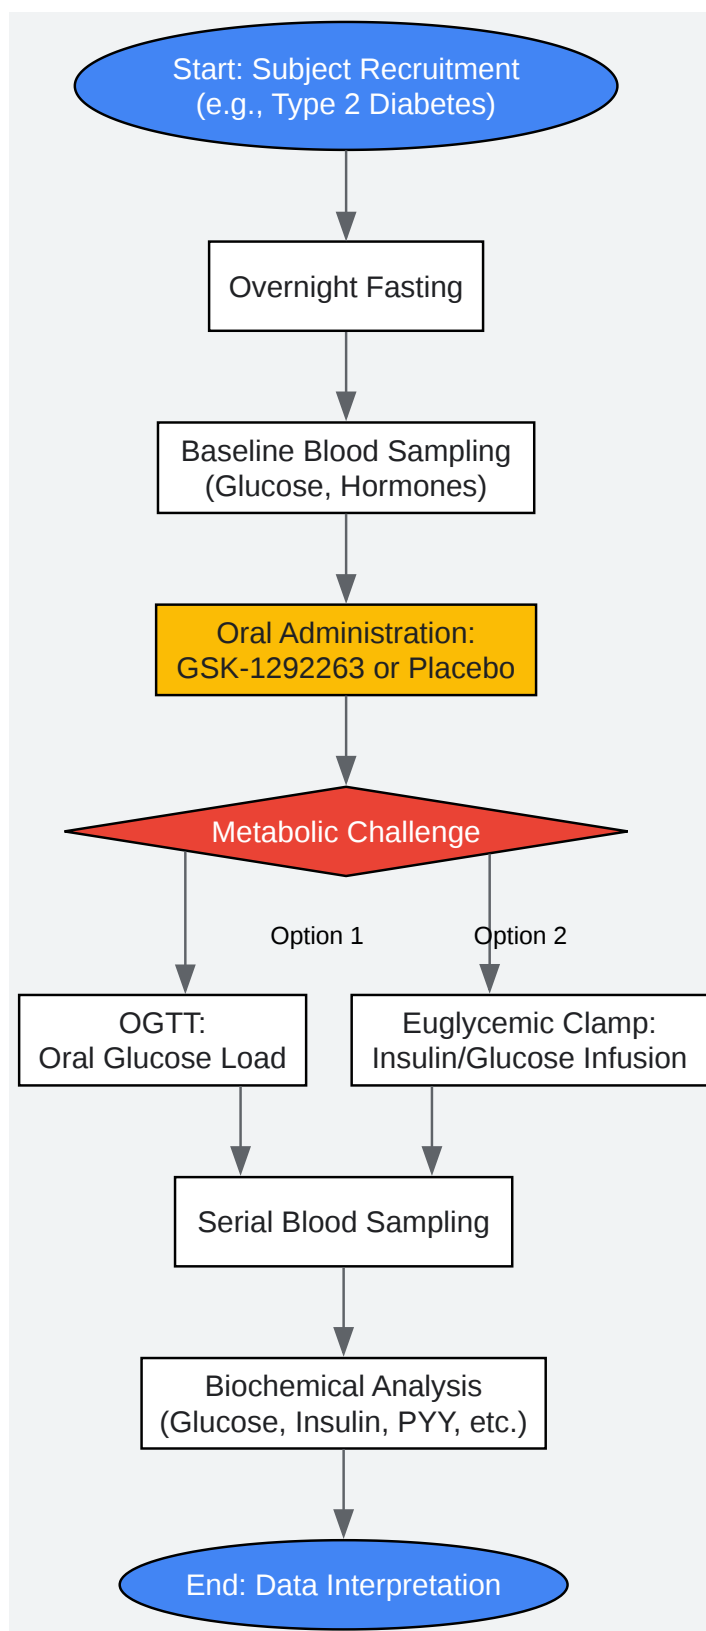 Start: Subject Recruitment
(e.g., Type 2 Diabetes)
Overnight Fasting
Baseline Blood Sampling
(Glucose, Hormones)
Oral Administration:
GSK-1292263 or Placebo
Metabolic Challenge
Option 1
Option 2
OGTT:
Oral Glucose Load
Euglycemic Clamp:
Insulin/Glucose Infusion
Serial Blood Sampling
Biochemical Analysis
(Glucose, Insulin, PYY, etc.)
End: Data Interpretation